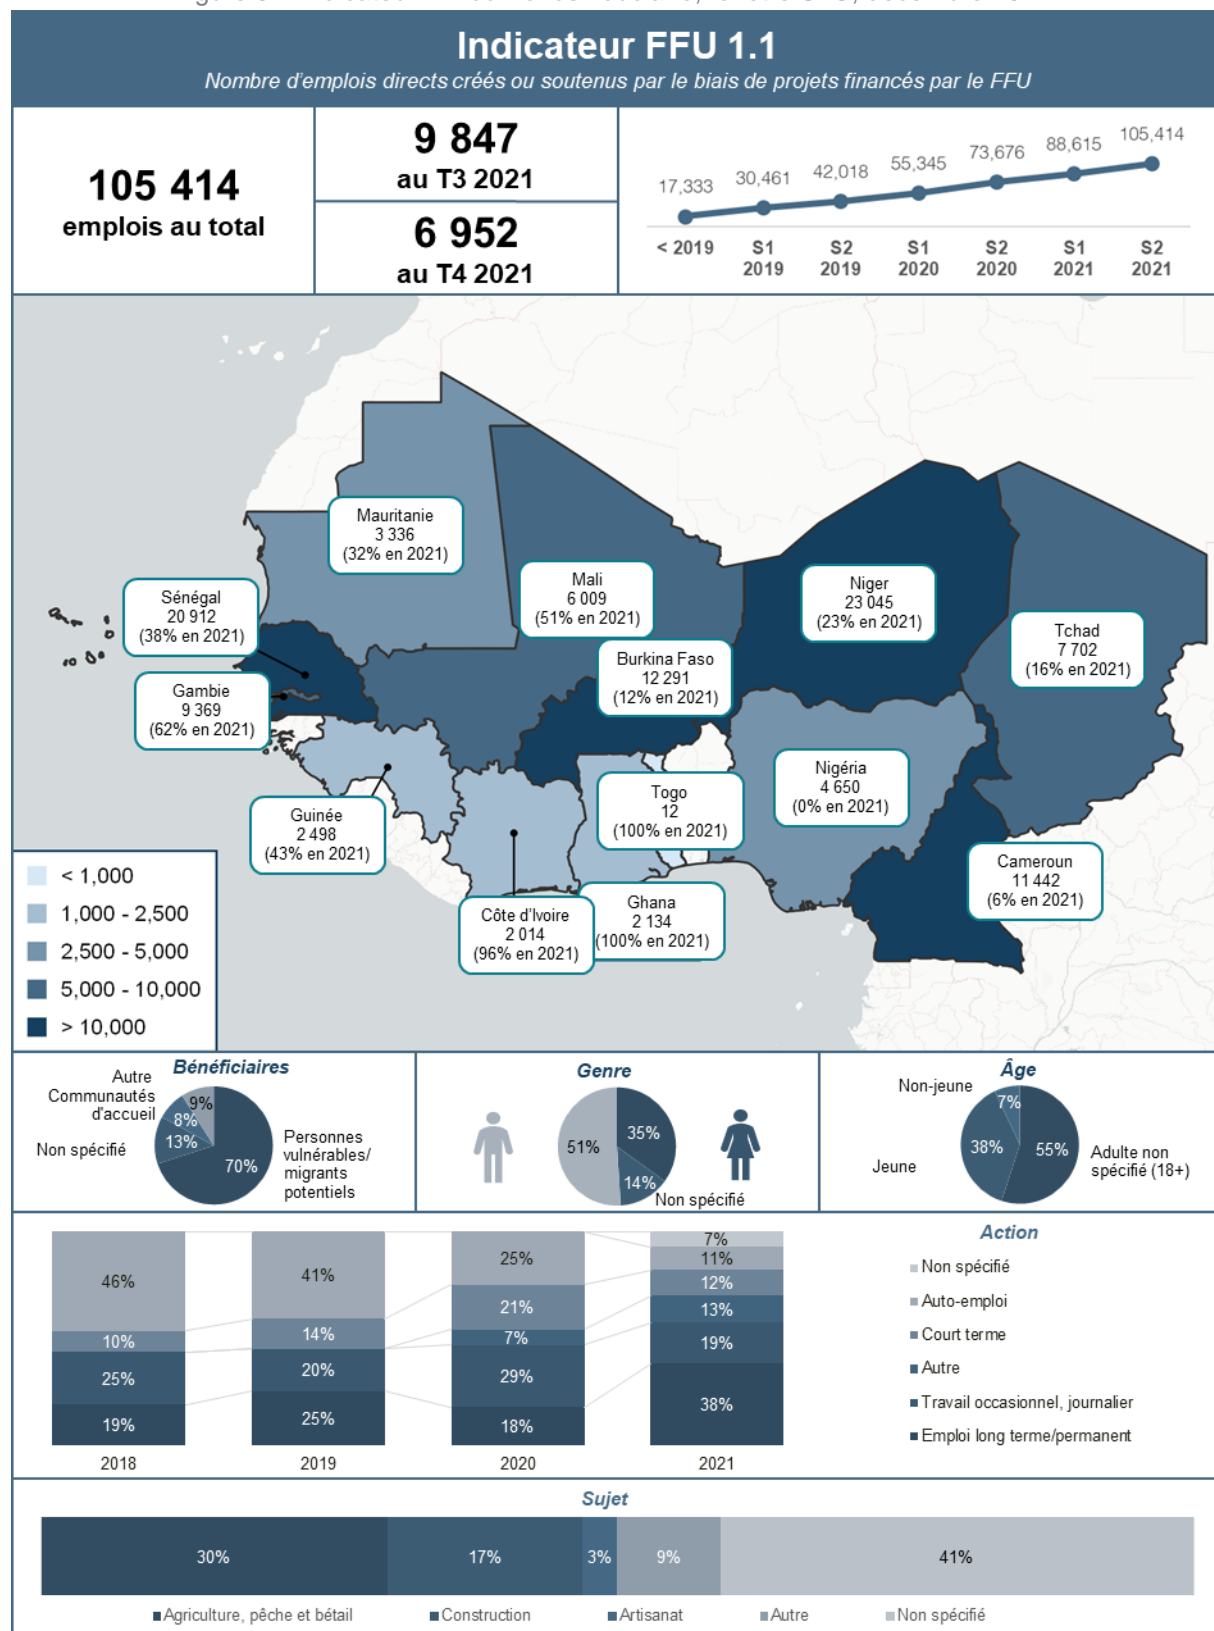 Indicateur FFU 1.1
Nombre d'emplois directs créés ou soutenus par le biais de projets financés par le FFU
105 414
emplois au total
9 847
au T3 2021
6 952
au T4 2021
17,333
30,461
42,018
55,345
73,676
88,615
105,414
< 2019
S1
2019
S2
2019
S1
2020
S2
2020
S1
2021
S2
2021
Mauritanie
3 336
(32% en 2021)
Mali
6 009
(51% en 2021)
Niger
23 045
(23% en 2021)
Sénégal
20 912
(38% en 2021)
Tchad
7 702
(16% en 2021)
Burkina Faso
12 291
(12% en 2021)
Gambie
9 369
(62% en 2021)
Nigéria
4 650
(0% en 2021)
Togo
12
(100% en 2021)
Guinée
2 498
(43% en 2021)
Cameroun
11 442
(6% en 2021)
Ghana
2 134
(100% en 2021)
Côte d'Ivoire
2 014
(96% en 2021)
< 1,000
1,000 - 2,500
2,500 - 5,000
5,000 - 10,000
> 10,000
Bénéficiaires
Autre
Communautés
d'accueil
Non spécifié
9%
8%
13%
70%
Personnes
vulnérables/
migrants
potentiels
Genre
51%
35%
14%
Non spécifié
Âge
Non-jeune
7%
38%
55%
Jeune
Adulte non
spécifié (18+)
46%
10%
25%
19%
2018
41%
14%
20%
25%
2019
25%
21%
7%
29%
18%
2020
7%
11%
12%
13%
19%
38%
2021
Action
Non spécifié
Auto-emploi
Court terme
Autre
Travail occasionnel, journalier
Emploi long terme/permanent
Sujet
30%
17%
3%
9%
41%
Agriculture, pêche et bétail
Construction
Artisanat
Autre
Non spécifié